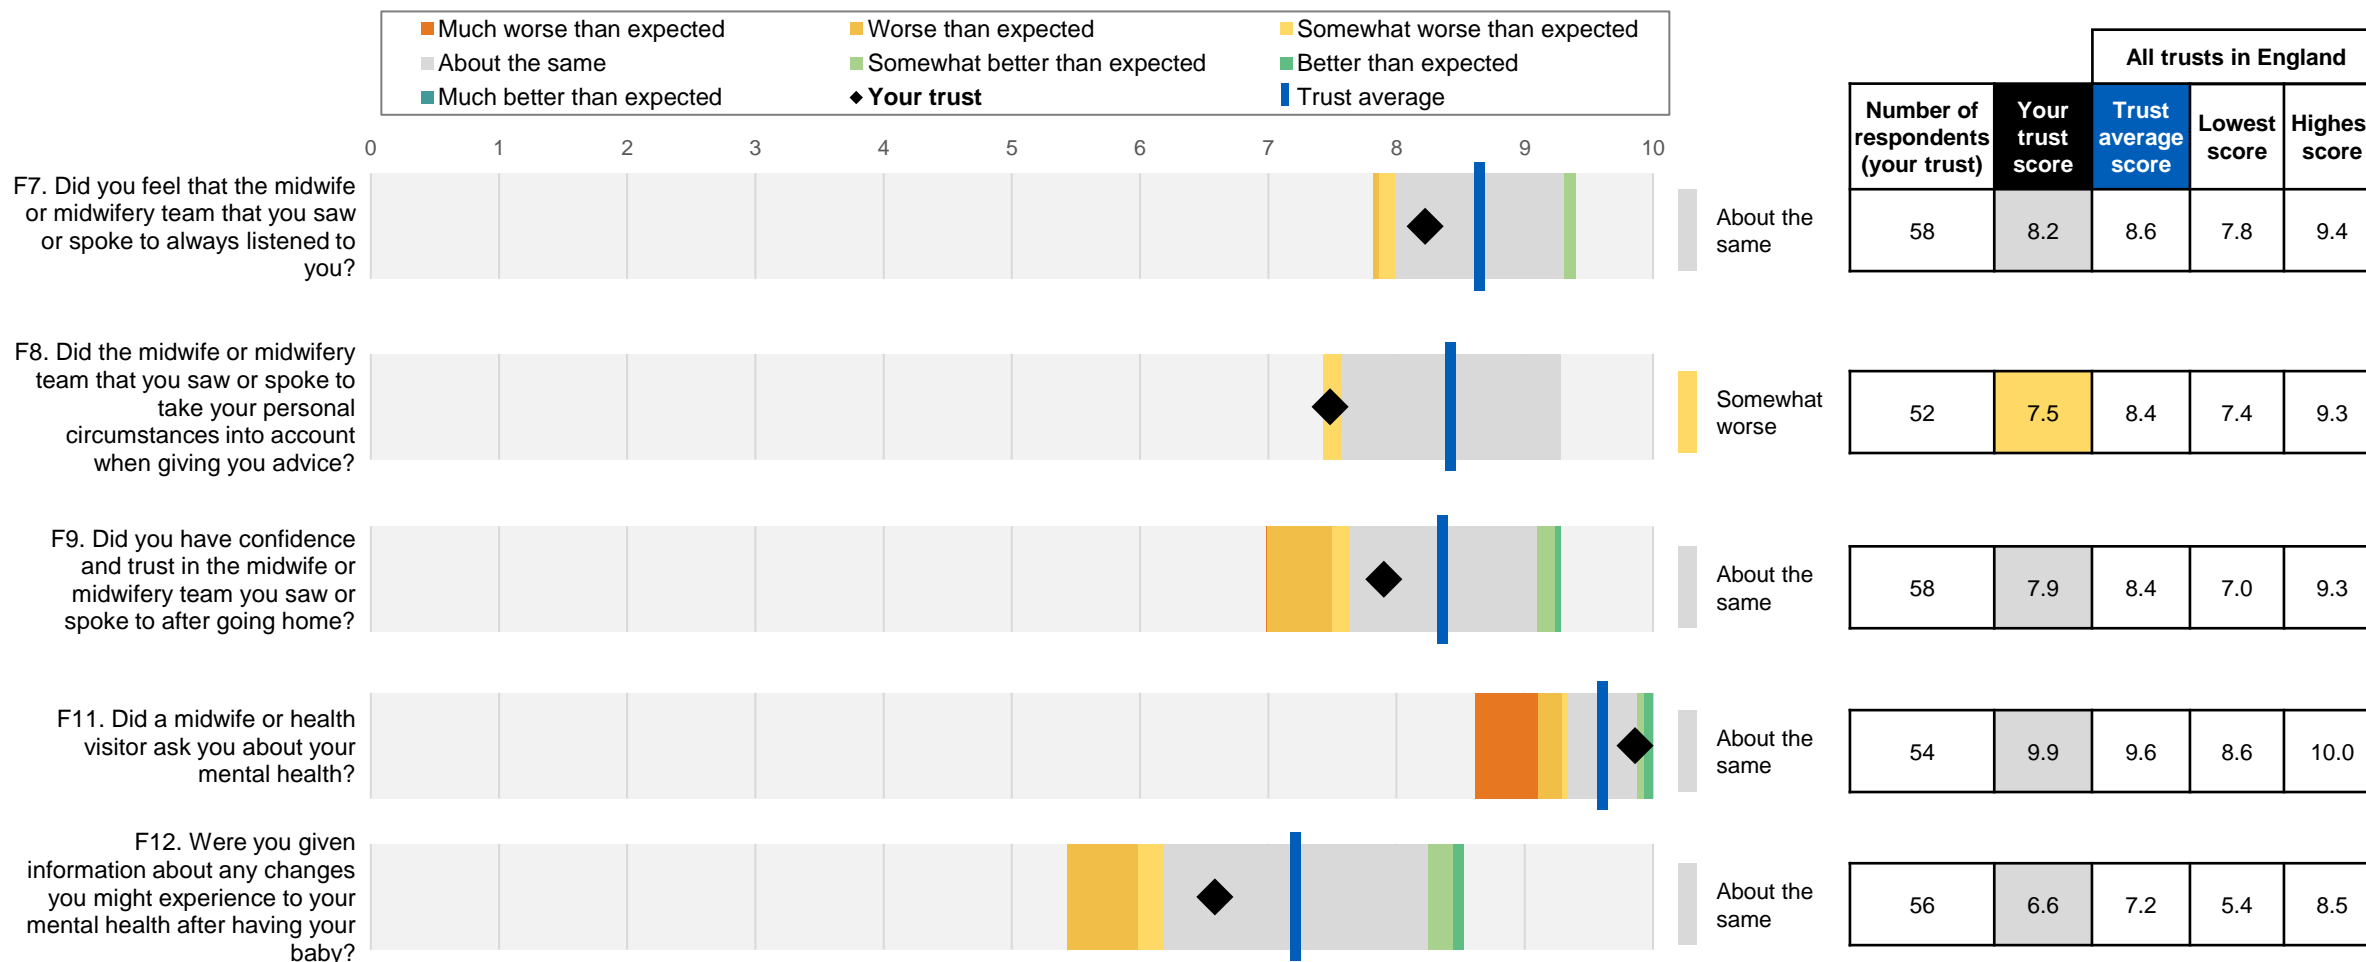 Much worse than expected
Worse than expected
Somewhat worse than expected
About the same
Somewhat better than expected
Better than expected
Much better than expected
Your trust
Trust average
All trusts in England
Number of respondents (your trust)
Your trust score
Trust average score
Lowest score
Highes score
0 1 2 3 4 5 6 7 8 9 10
F7. Did you feel that the midwife
or midwifery team that you saw
or spoke to always listened to
you?
About the
same
58 8.2 8.6 7.8 9.4
F8. Did the midwife or midwifery
team that you saw or spoke to
take your personal
circumstances into account
when giving you advice?
Somewhat
worse
52 7.5 8.4 7.4 9.3
F9. Did you have confidence
and trust in the midwife or
midwifery team you saw or
spoke to after going home?
About the
same
58 7.9 8.4 7.0 9.3
F11. Did a midwife or health
visitor ask you about your
mental health?
About the
same
54 9.9 9.6 8.6 10.0
F12. Were you given
information about any changes
you might experience to your
mental health after having your
baby?
About the
same
56 6.6 7.2 5.4 8.5